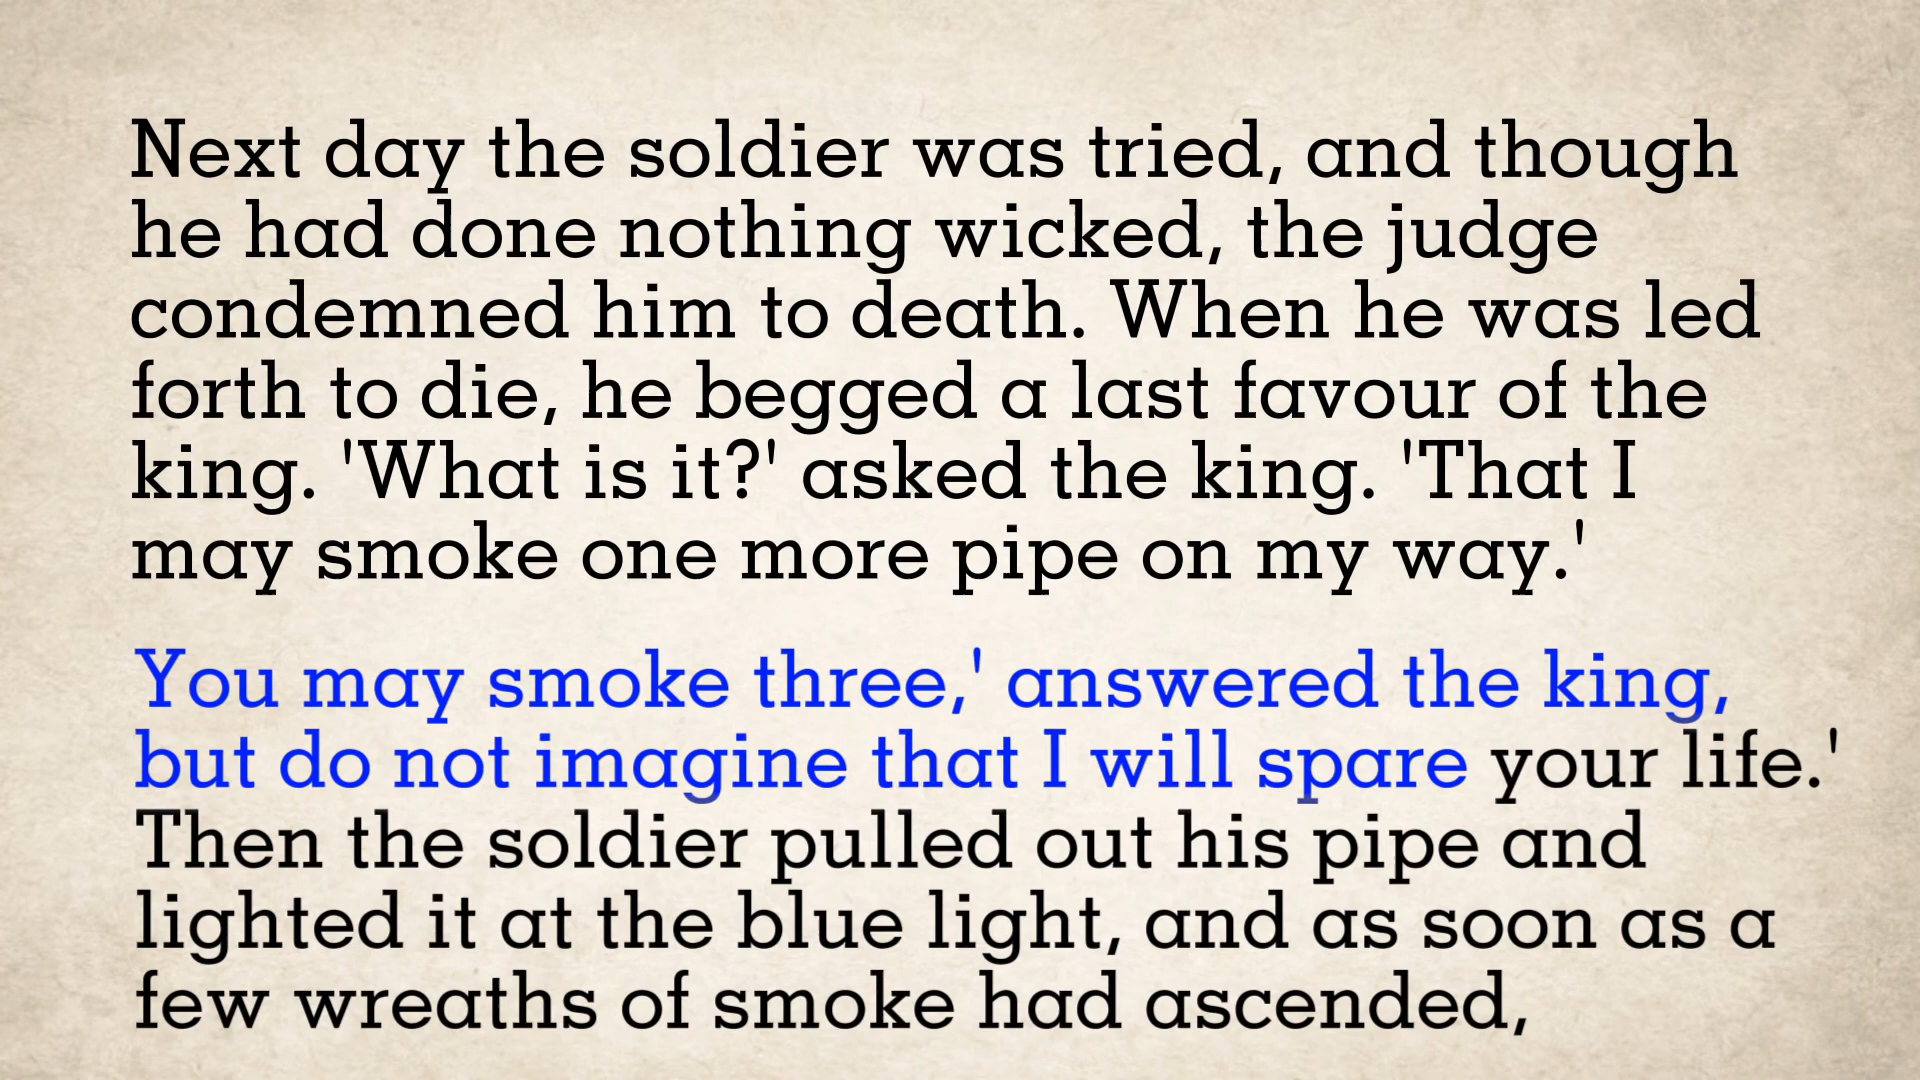 Next day the soldier was tried, and though
he had done nothing wicked, the judge
condemned him to death. When he was led
forth to die, he begged a last favour of the
king. 'What is it?' asked the king. 'That I
may smoke one more pipe on my way.'
You may smoke three,' answered the king,
but do not imagine that I will spare your life.'
Then the soldier pulled out his pipe and
lighted it at the blue light, and as soon as a
few wreaths of smoke had ascended,